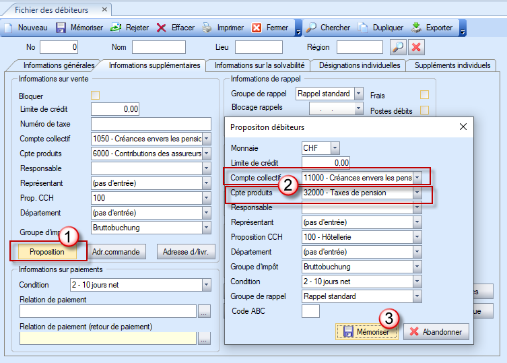 Fichier des débiteurs ×
Nouveau Mémoriser Rejeter Effacer Imprimer Fermer Chercher Dupliquer Exporter
No 0 Nom Lieu Région
Informations générales Informations supplémentaires Informations sur la solvabilité Désignations individuelles Suppléments individuels
Informations sur vente
Bloquer
Limite de crédit 0,00
Numéro de taxe
Compte collectif 1050 - Créances envers les pensic
Cpte produits 6000 - Contributions des assureurs
Responsable
Représentant (pas d'entrée)
Prop. CCH 100
Département (pas d'entrée)
Groupe d'Impôt Bruttobuchung
1
Proposition Adr commande Adresse d/livr.
Informations sur paiements
Condition 2 - 10 jours net
Relation de paiement
...
Relation de paiement (retour de paiement)
...
Informations de rappel
Groupe de rappel Rappel standard Frais
Blocage rappels . . Postes débits
Proposition débiteurs ×
Monnaie CHF
Limite de crédit 0,00
Compte collectif 11000 - Créances envers les pens
2
Cpte produits 32000 - Taxes de pension
Responsable
Représentant (pas d'entrée)
Proposition CCH 100 - Hôtellerie
Département (pas d'entrée)
Groupe d'Impôt Bruttobuchung
Condition 2 - 10 jours net
Groupe de rappel Rappel standard
Code ABC
3
Mémoriser Abandonner